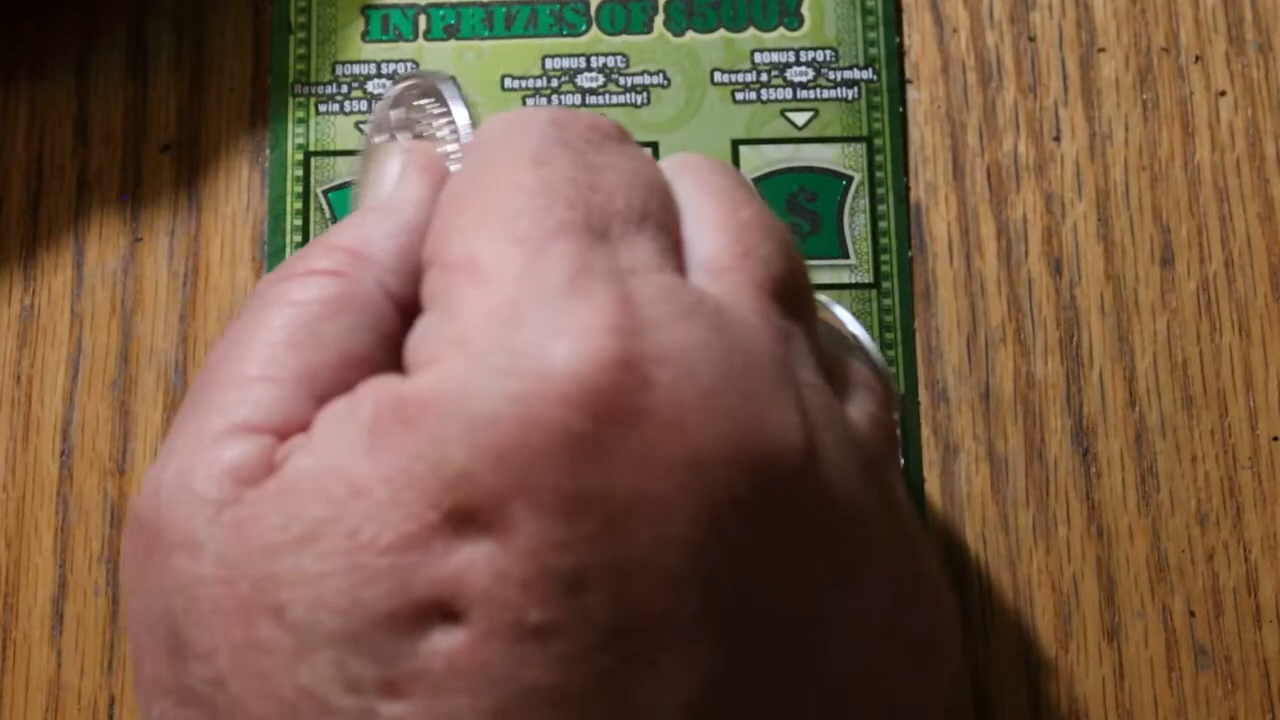 IN PRIZES OF $500!
BONUS SPOT:
Reveal a " $50
win $50 
BONUS SPOT:
Reveal a " $100 " symbol,
win $100 instantly!
BONUS SPOT:
Reveal a " $500 " symbol,
win $500 instantly!
$